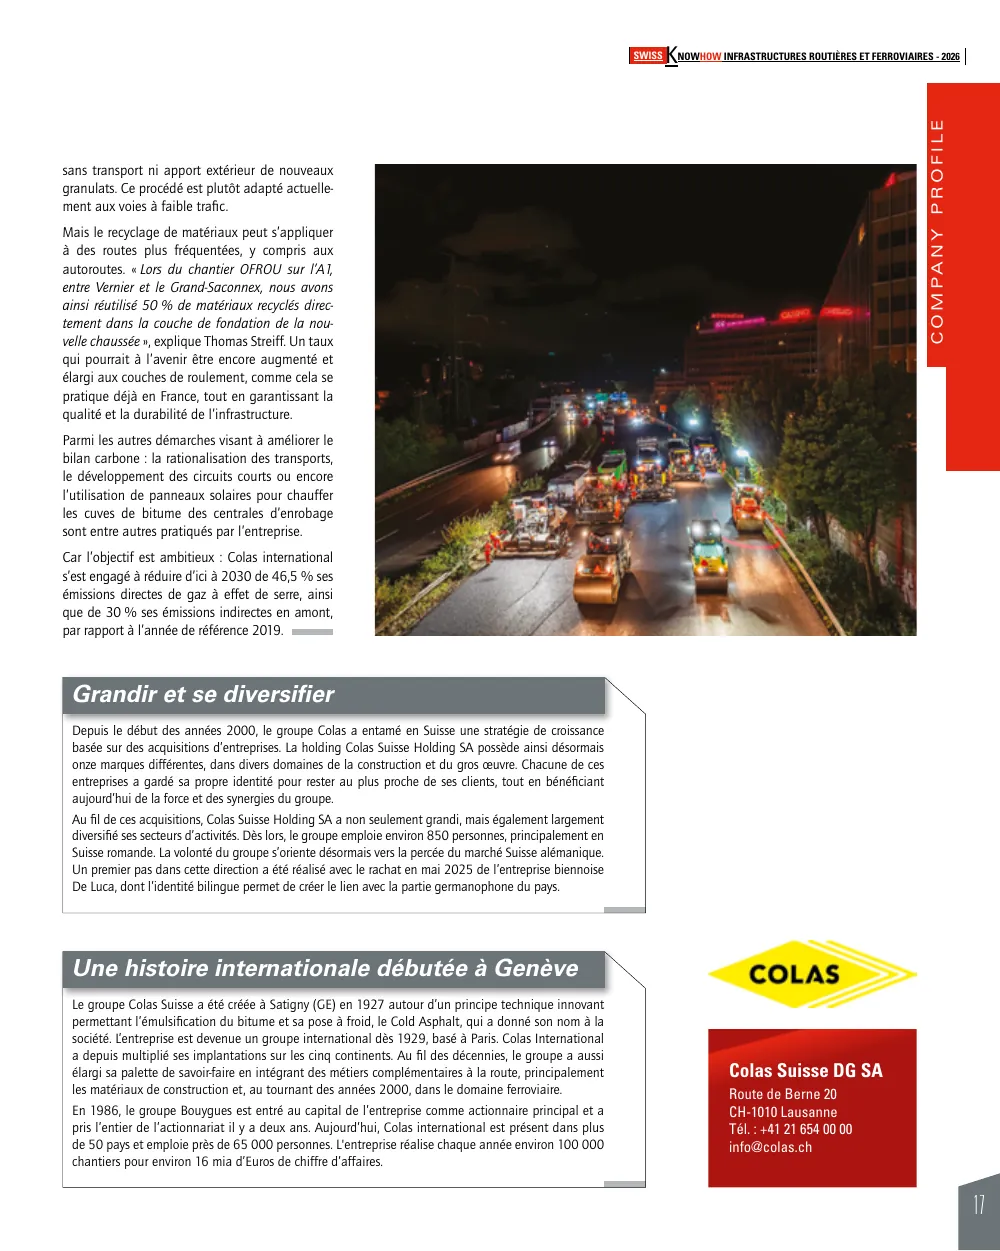 SWISS KNOWHOW INFRASTRUCTURES ROUTIÈRES ET FERROVIAIRES - 2026
COMPANY PROFILE
sans transport ni apport extérieur de nouveaux
granulats. Ce procédé est plutôt adapté actuelle-
ment aux voies à faible trafic.
Mais le recyclage de matériaux peut s’appliquer
à des routes plus fréquentées, y compris aux
autoroutes. « Lors du chantier OFROU sur l’A1,
entre Vernier et le Grand-Saconnex, nous avons
ainsi réutilisé 50 % de matériaux recyclés direc-
tement dans la couche de fondation de la nou-
velle chaussée », explique Thomas Streiff. Un taux
qui pourrait à l’avenir être encore augmenté et
élargi aux couches de roulement, comme cela se
pratique déjà en France, tout en garantissant la
qualité et la durabilité de l’infrastructure.
Parmi les autres démarches visant à améliorer le
bilan carbone : la rationalisation des transports,
le développement des circuits courts ou encore
l’utilisation de panneaux solaires pour chauffer
les cuves de bitume des centrales d’enrobage
sont entre autres pratiqués par l’entreprise.
Car l’objectif est ambitieux : Colas international
s’est engagé à réduire d’ici à 2030 de 46,5 % ses
émissions directes de gaz à effet de serre, ainsi
que de 30 % ses émissions indirectes en amont,
par rapport à l’année de référence 2019.
Grandir et se diversifier
Depuis le début des années 2000, le groupe Colas a entamé en Suisse une stratégie de croissance
basée sur des acquisitions d’entreprises. La holding Colas Suisse Holding SA possède ainsi désormais
onze marques différentes, dans divers domaines de la construction et du gros œuvre. Chacune de ces
entreprises a gardé sa propre identité pour rester au plus proche de ses clients, tout en bénéficiant
aujourd’hui de la force et des synergies du groupe.
Au fil de ces acquisitions, Colas Suisse Holding SA a non seulement grandi, mais également largement
diversifié ses secteurs d’activités. Dès lors, le groupe emploie environ 850 personnes, principalement en
Suisse romande. La volonté du groupe s’oriente désormais vers la percée du marché Suisse alémanique.
Un premier pas dans cette direction a été réalisé avec le rachat en mai 2025 de l’entreprise biennoise
De Luca, dont l’identité bilingue permet de créer le lien avec la partie germanophone du pays.
Une histoire internationale débutée à Genève
Le groupe Colas Suisse a été créée à Satigny (GE) en 1927 autour d’un principe technique innovant
permettant l’émulsification du bitume et sa pose à froid, le Cold Asphalt, qui a donné son nom à la
société. L’entreprise est devenue un groupe international dès 1929, basé à Paris. Colas International
a depuis multiplié ses implantations sur les cinq continents. Au fil des décennies, le groupe a aussi
élargi sa palette de savoir-faire en intégrant des métiers complémentaires à la route, principalement
les matériaux de construction et, au tournant des années 2000, dans le domaine ferroviaire.
En 1986, le groupe Bouygues est entré au capital de l’entreprise comme actionnaire principal et a
pris l’entier de l’actionnariat il y a deux ans. Aujourd’hui, Colas international est présent dans plus
de 50 pays et emploie près de 65 000 personnes. L'entreprise réalise chaque année environ 100 000
chantiers pour environ 16 mia d’Euros de chiffre d’affaires.
COLAS
Colas Suisse DG SA
Route de Berne 20
CH-1010 Lausanne
Tél. : +41 21 654 00 00
info@colas.ch
17